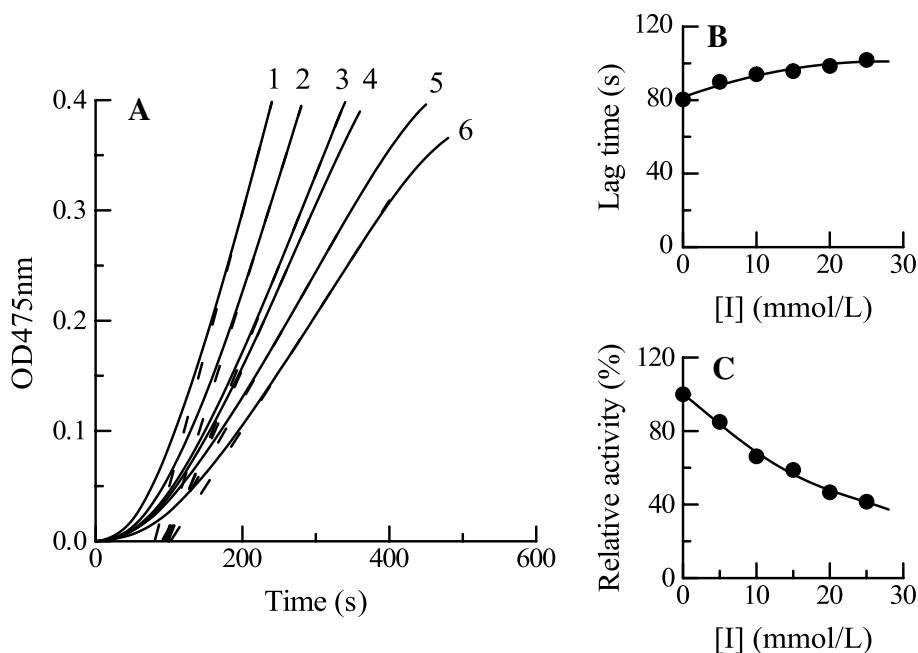 A
1 2 3 4 5 6
0.4
0.3
0.2
0.1
0.0
0 200 400 600
OD475nm
Time (s)
B
120
80
40
0
0 10 20 30
Lag time (s)
[I] (mmol/L)
C
120
80
40
0
0 10 20 30
Relative activity (%)
[I] (mmol/L)